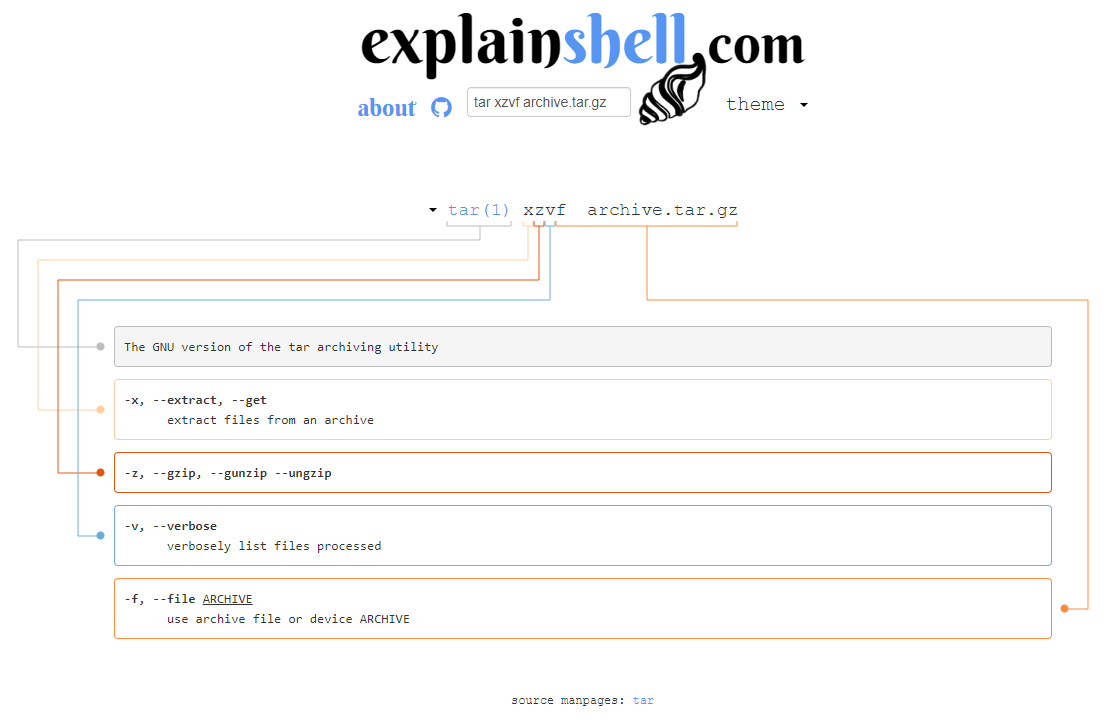 explainshell.com
about tar xzvf archive.tar.gz theme
tar(1) xzvf archive.tar.gz
The GNU version of the tar archiving utility
-x, --extract, --get
extract files from an archive
-z, --gzip, --gunzip --ungzip
-v, --verbose
verbosely list files processed
-f, --file ARCHIVE
use archive file or device ARCHIVE
source manpages: tar